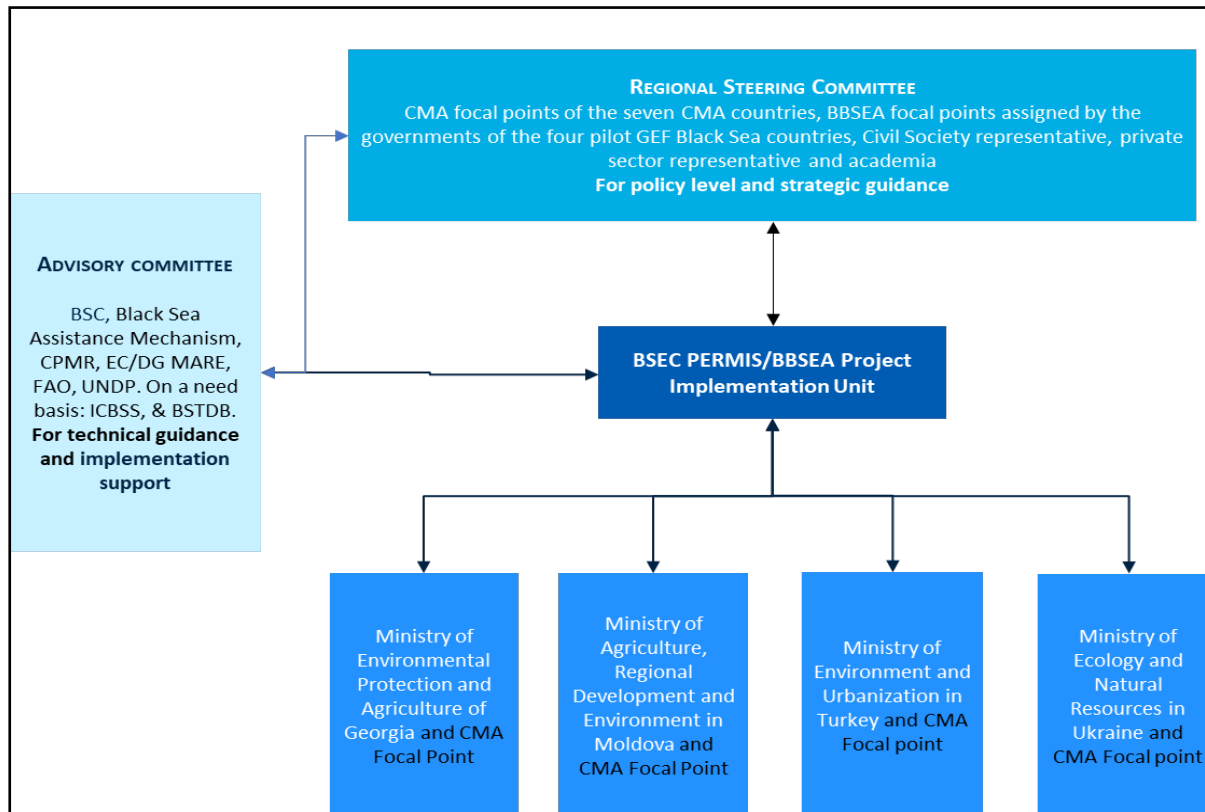 REGIONAL STEERING COMMITTEE
CMA focal points of the seven CMA countries, BBSEA focal points assigned by the
governments of the four pilot GEF Black Sea countries, Civil Society representative, private
sector representative and academia
For policy level and strategic guidance
ADVISORY COMMITTEE
BSC, Black Sea
Assistance Mechanism,
CPMR, EC/DG MARE,
FAO, UNDP. On a need
basis: ICBSS, & BSTDB.
For technical guidance
and implementation
support
BSEC PERMIS/BBSEA Project
Implementation Unit
Ministry of
Environmental
Protection and
Agriculture of
Georgia and CMA
Focal Point
Ministry of
Agriculture,
Regional
Development and
Environment in
Moldova and
CMA Focal Point
Ministry of
Environment and
Urbanization in
Turkey and CMA
Focal point
Ministry of
Ecology and
Natural
Resources in
Ukraine and
CMA Focal point